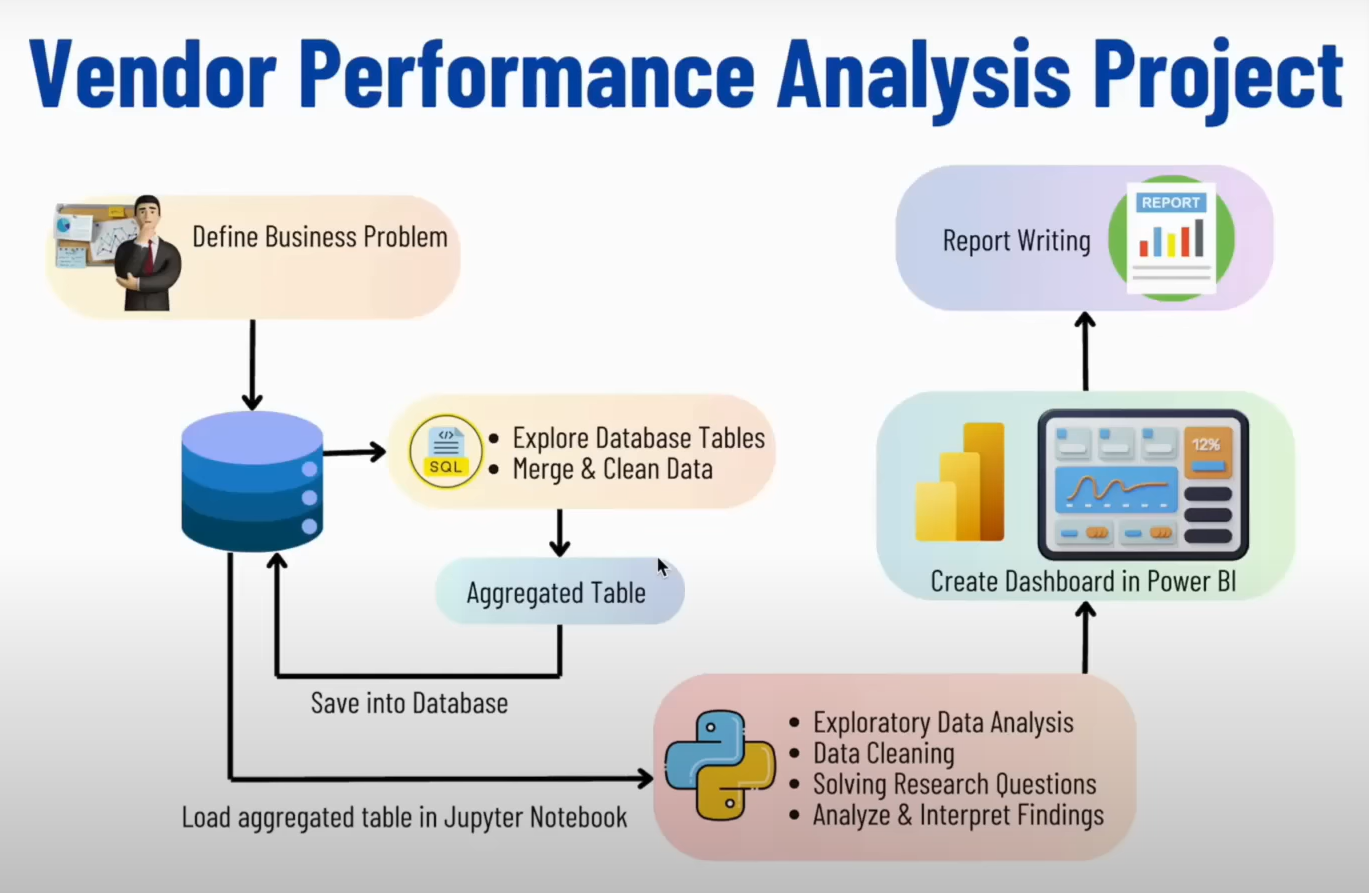 Vendor Performance Analysis Project
Define Business Problem
</>
SQL
• Explore Database Tables
• Merge & Clean Data
Aggregated Table
Save into Database
Load aggregated table in Jupyter Notebook
• Exploratory Data Analysis
• Data Cleaning
• Solving Research Questions
• Analyze & Interpret Findings
12%
Create Dashboard in Power BI
Report Writing
REPORT